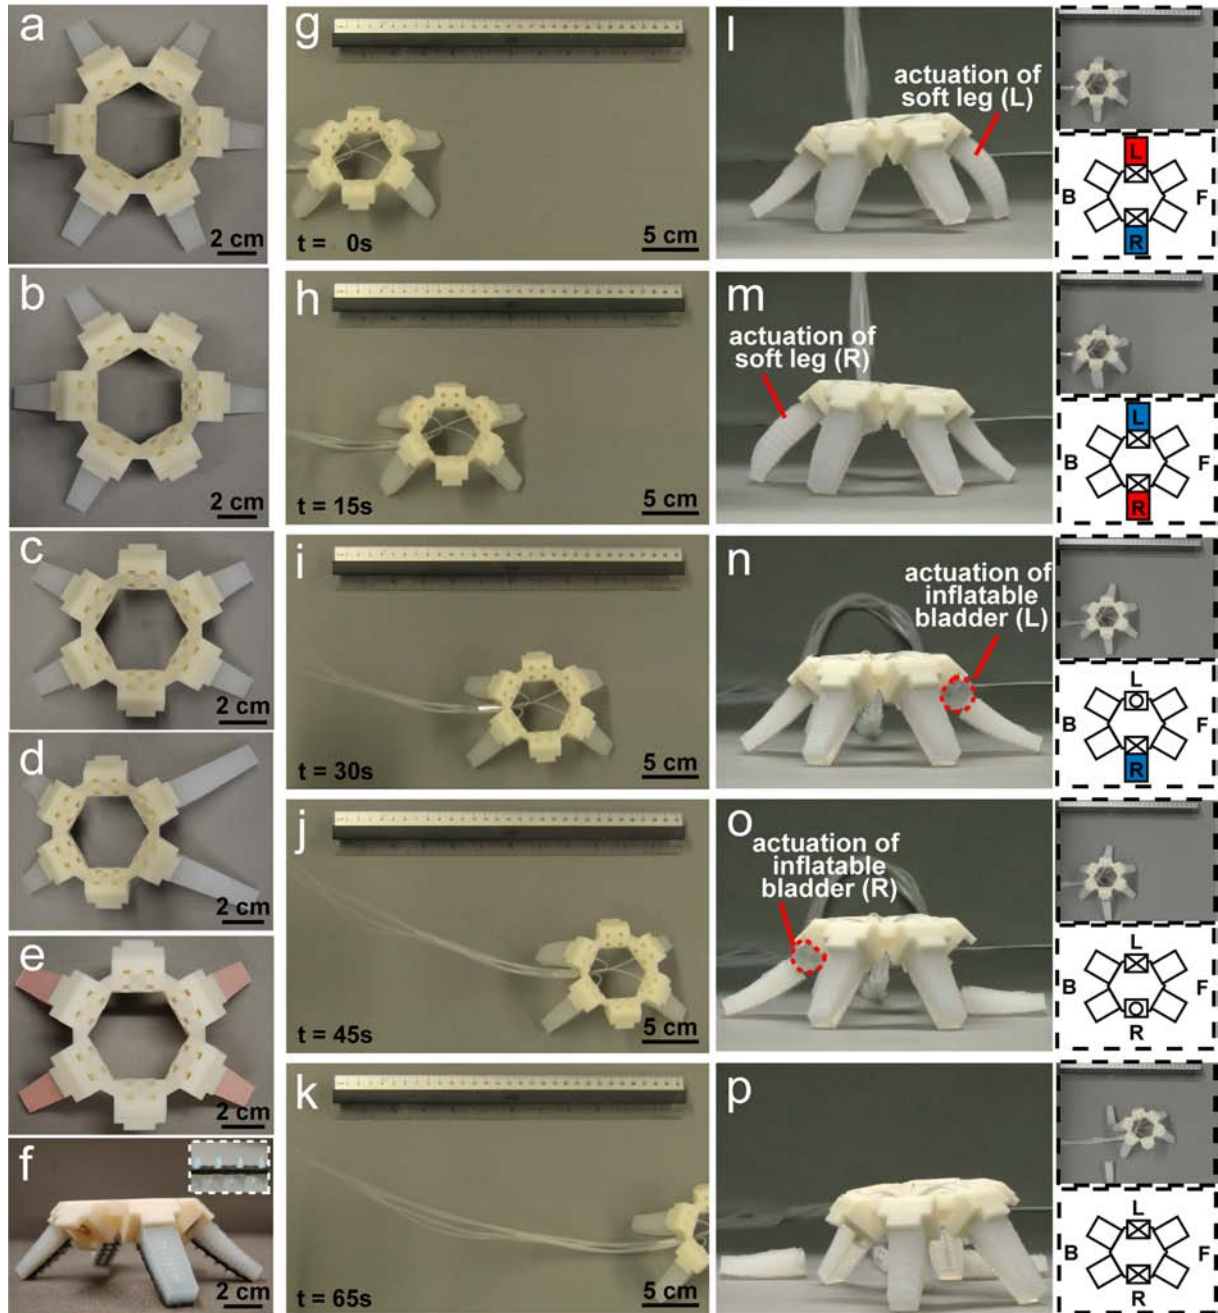 a
2 cm
b
2 cm
c
2 cm
d
2 cm
e
2 cm
f
2 cm
g
t = 0s
5 cm
h
t = 15s
5 cm
i
t = 30s
5 cm
j
t = 45s
5 cm
k
t = 65s
5 cm
l
actuation of
soft leg (L)
L
B
F
R
m
actuation of
soft leg (R)
L
B
F
R
n
actuation of
inflatable
bladder (L)
L
B
F
R
o
actuation of
inflatable
bladder (R)
L
B
F
R
p
L
B
F
R